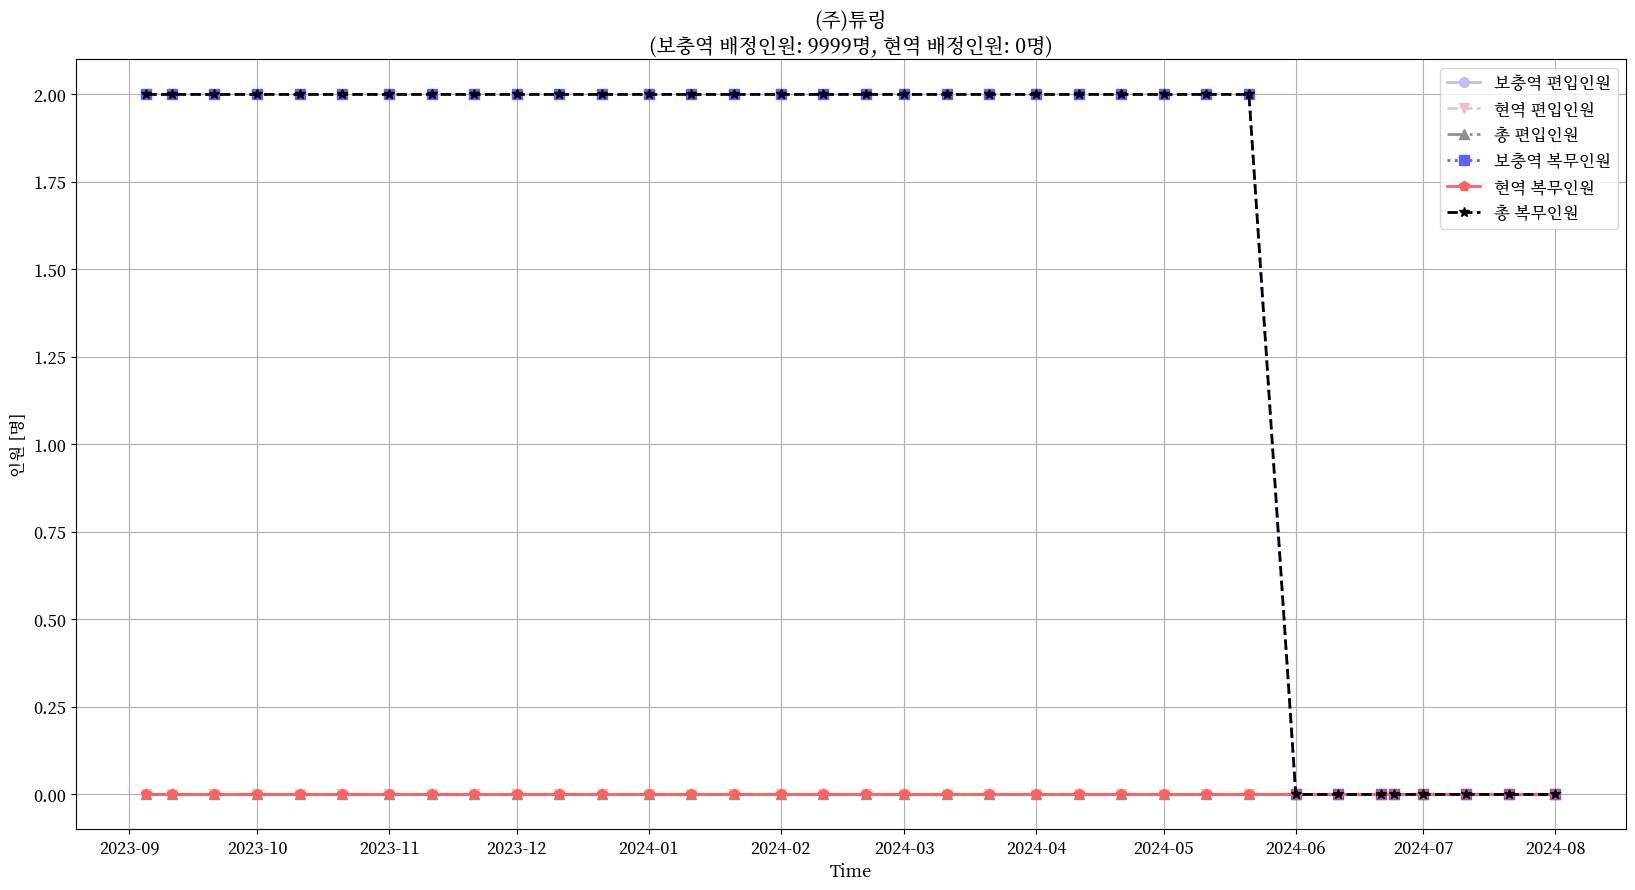 (주)튜링
(보충역 배정인원: 9999명, 현역 배정인원: 0명)
보충역 편입인원
현역 편입인원
총 편입인원
보충역 복무인원
현역 복무인원
총 복무인원
인원 [명]
2.00
1.75
1.50
1.25
1.00
0.75
0.50
0.25
0.00
2023-09 2023-10 2023-11 2023-12 2024-01 2024-02 2024-03 2024-04 2024-05 2024-06 2024-07 2024-08
Time